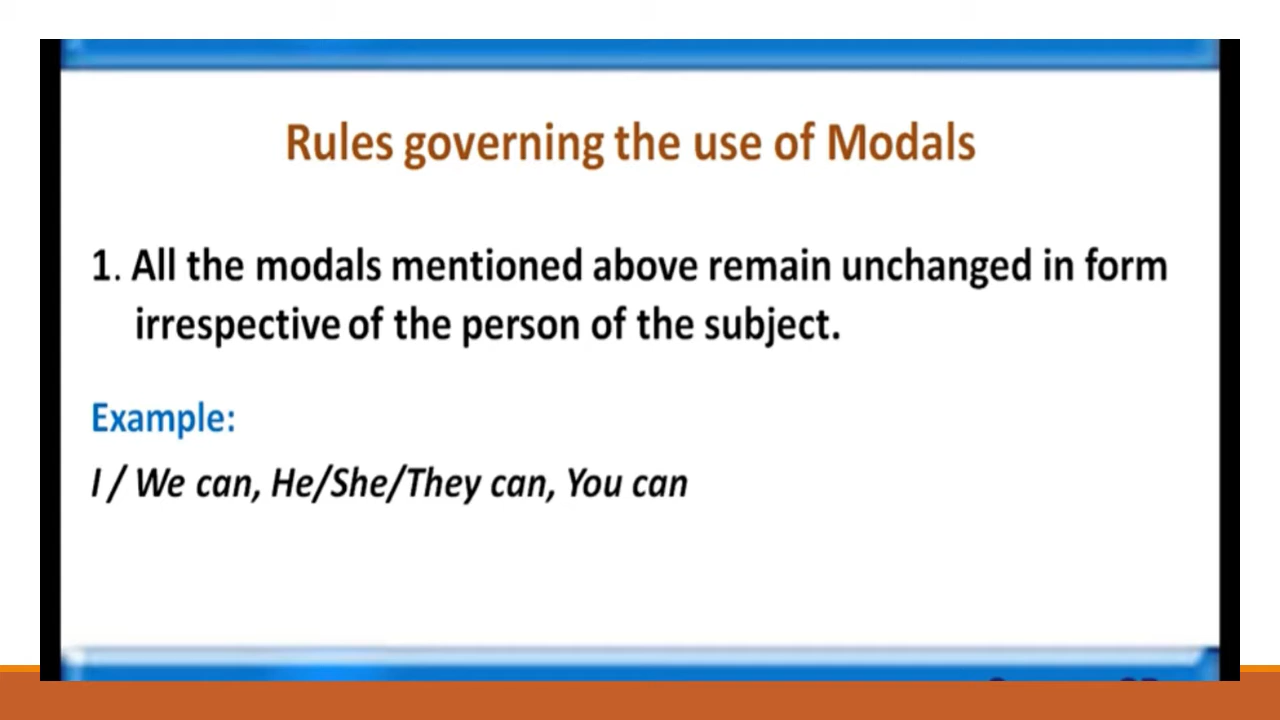 Rules governing the use of Modals
1. All the modals mentioned above remain unchanged in form
irrespective of the person of the subject.
Example:
I / We can, He/She/They can, You can